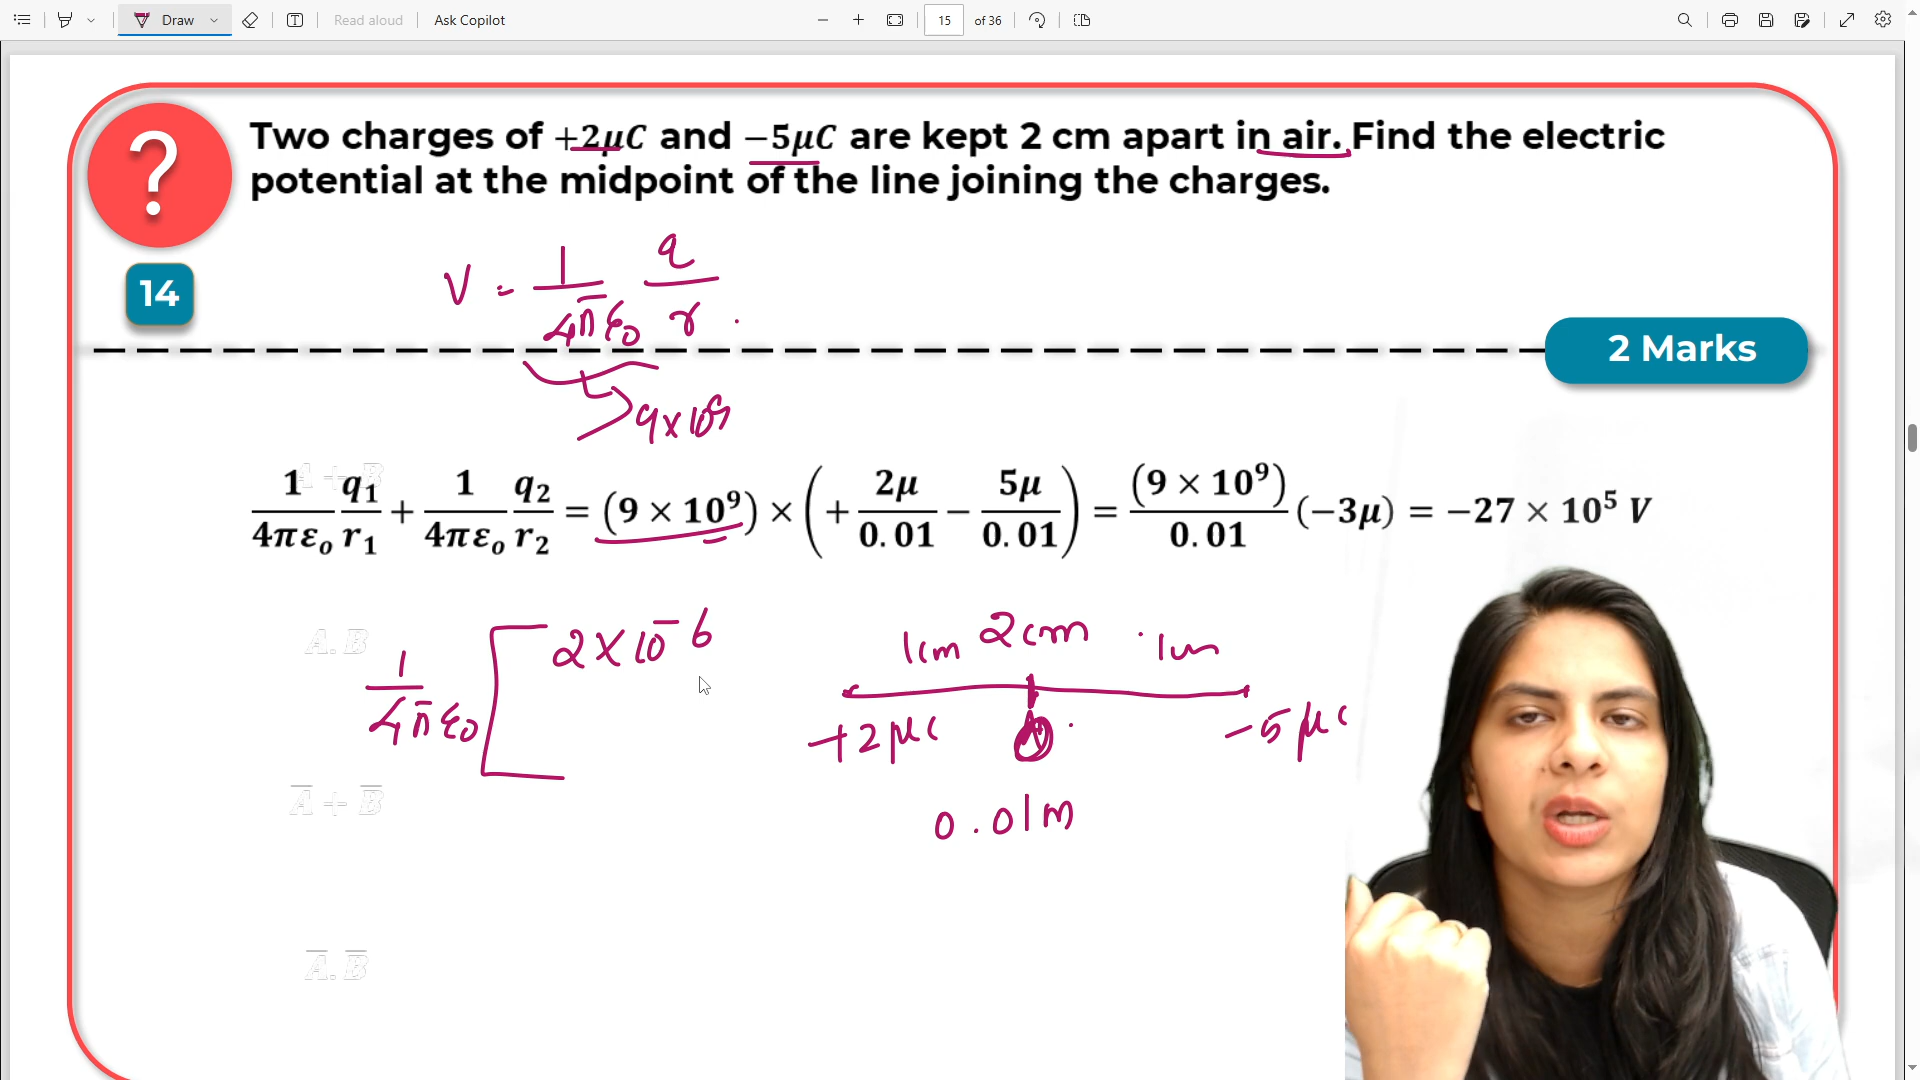 Draw
Read aloud
Ask Copilot
15 of 36
?
Two charges of +2μC and −5μC are kept 2 cm apart in air. Find the electric
potential at the midpoint of the line joining the charges.
14
V = 1/4πε0 q/r .
2 Marks
9×10⁹
A + B
1/4πεo q1/r1 + 1/4πεo q2/r2 = (9 × 10⁹) × (+ 2μ/0.01 − 5μ/0.01) = (9 × 10⁹)/0.01 (−3μ) = −27 × 10⁵ V
A.B
1/4πε0 [ 2 × 10⁻⁶
1cm 2cm 1cm
+2μC A −5μC
0.01m
A̅ + B̅
A̅.B̅